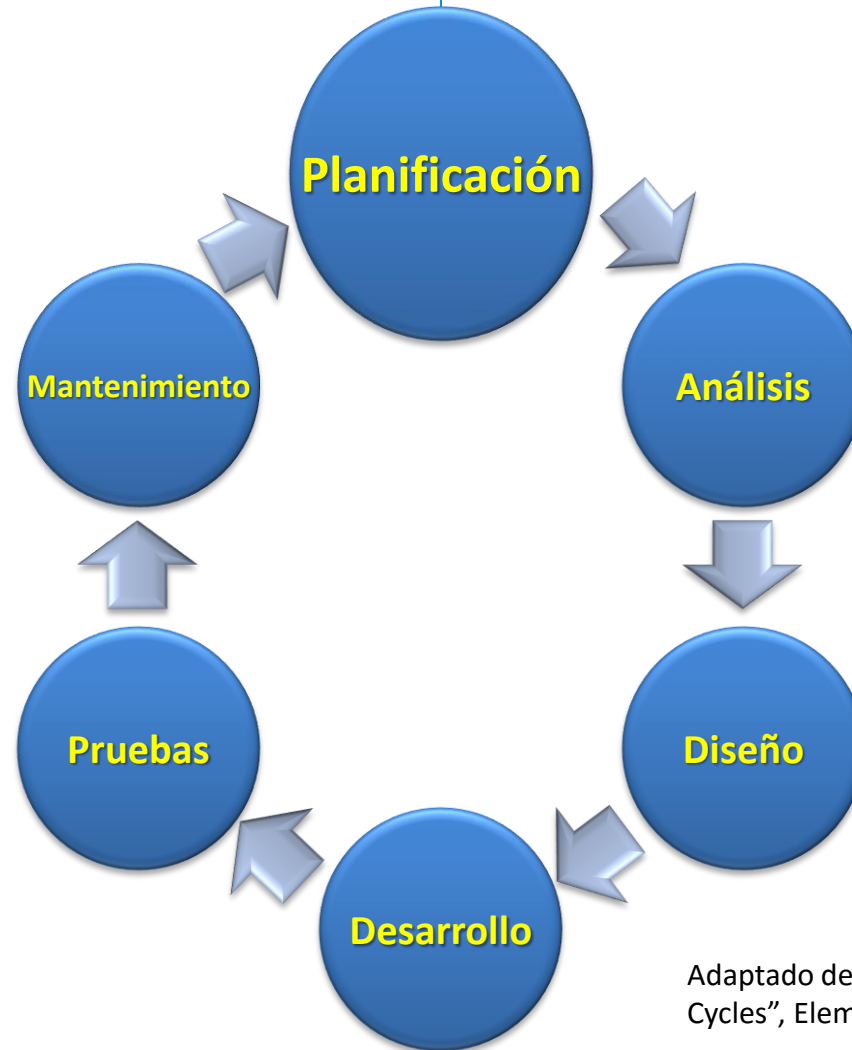 Planificación
Análisis
Diseño
Desarrollo
Pruebas
Mantenimiento
Adaptado de
Cycles”, Elem